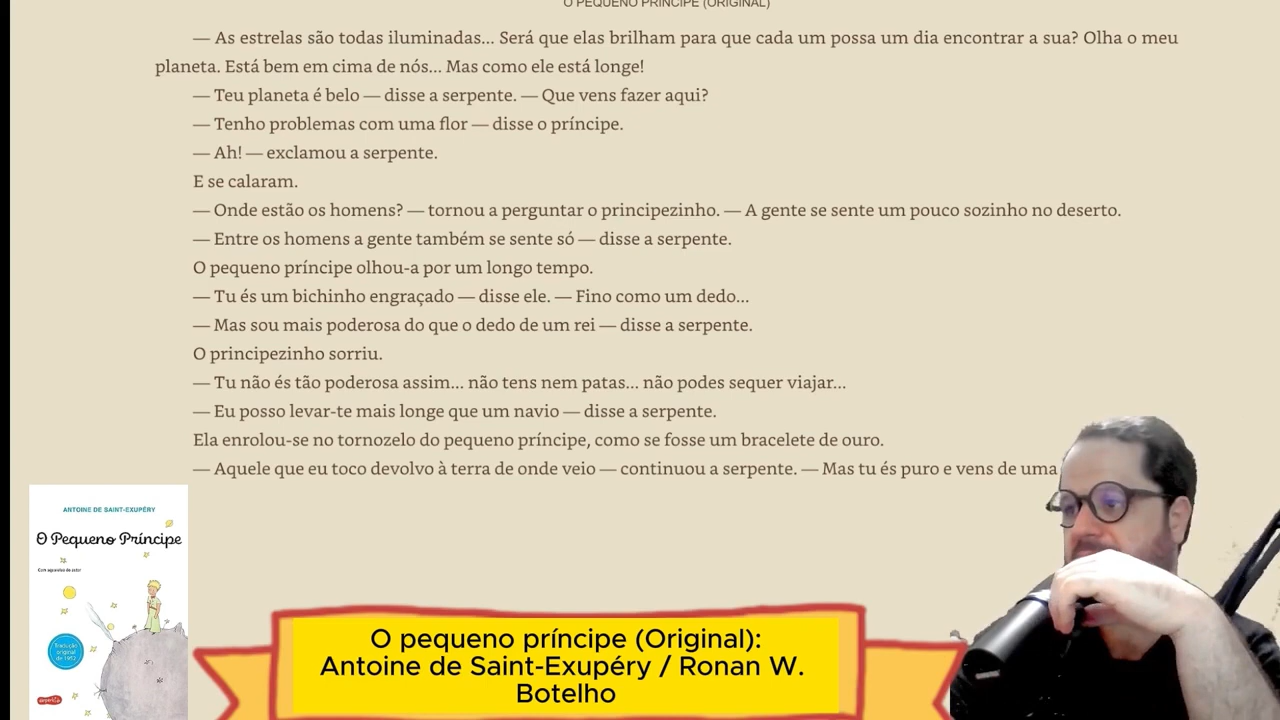 O PEQUENO PRÍNCIPE (ORIGINAL)
— As estrelas são todas iluminadas... Será que elas brilham para que cada um possa um dia encontrar a sua? Olha o meu
planeta. Está bem em cima de nós... Mas como ele está longe!
— Teu planeta é belo — disse a serpente. — Que vens fazer aqui?
— Tenho problemas com uma flor — disse o príncipe.
— Ah! — exclamou a serpente.
E se calaram.
— Onde estão os homens? — tornou a perguntar o principezinho. — A gente se sente um pouco sozinho no deserto.
— Entre os homens a gente também se sente só — disse a serpente.
O pequeno príncipe olhou-a por um longo tempo.
— Tu és um bichinho engraçado — disse ele. — Fino como um dedo...
— Mas sou mais poderosa do que o dedo de um rei — disse a serpente.
O principezinho sorriu.
— Tu não és tão poderosa assim... não tens nem patas... não podes sequer viajar...
— Eu posso levar-te mais longe que um navio — disse a serpente.
Ela enrolou-se no tornozelo do pequeno príncipe, como se fosse um bracelete de ouro.
— Aquele que eu toco devolvo à terra de onde veio — continuou a serpente. — Mas tu és puro e vens de uma
ANTOINE DE SAINT-EXUPÉRY
O Pequeno Príncipe
Com aquarelas do autor
Tradução
original
de 1952
O pequeno príncipe (Original):
Antoine de Saint-Exupéry / Ronan W.
Botelho